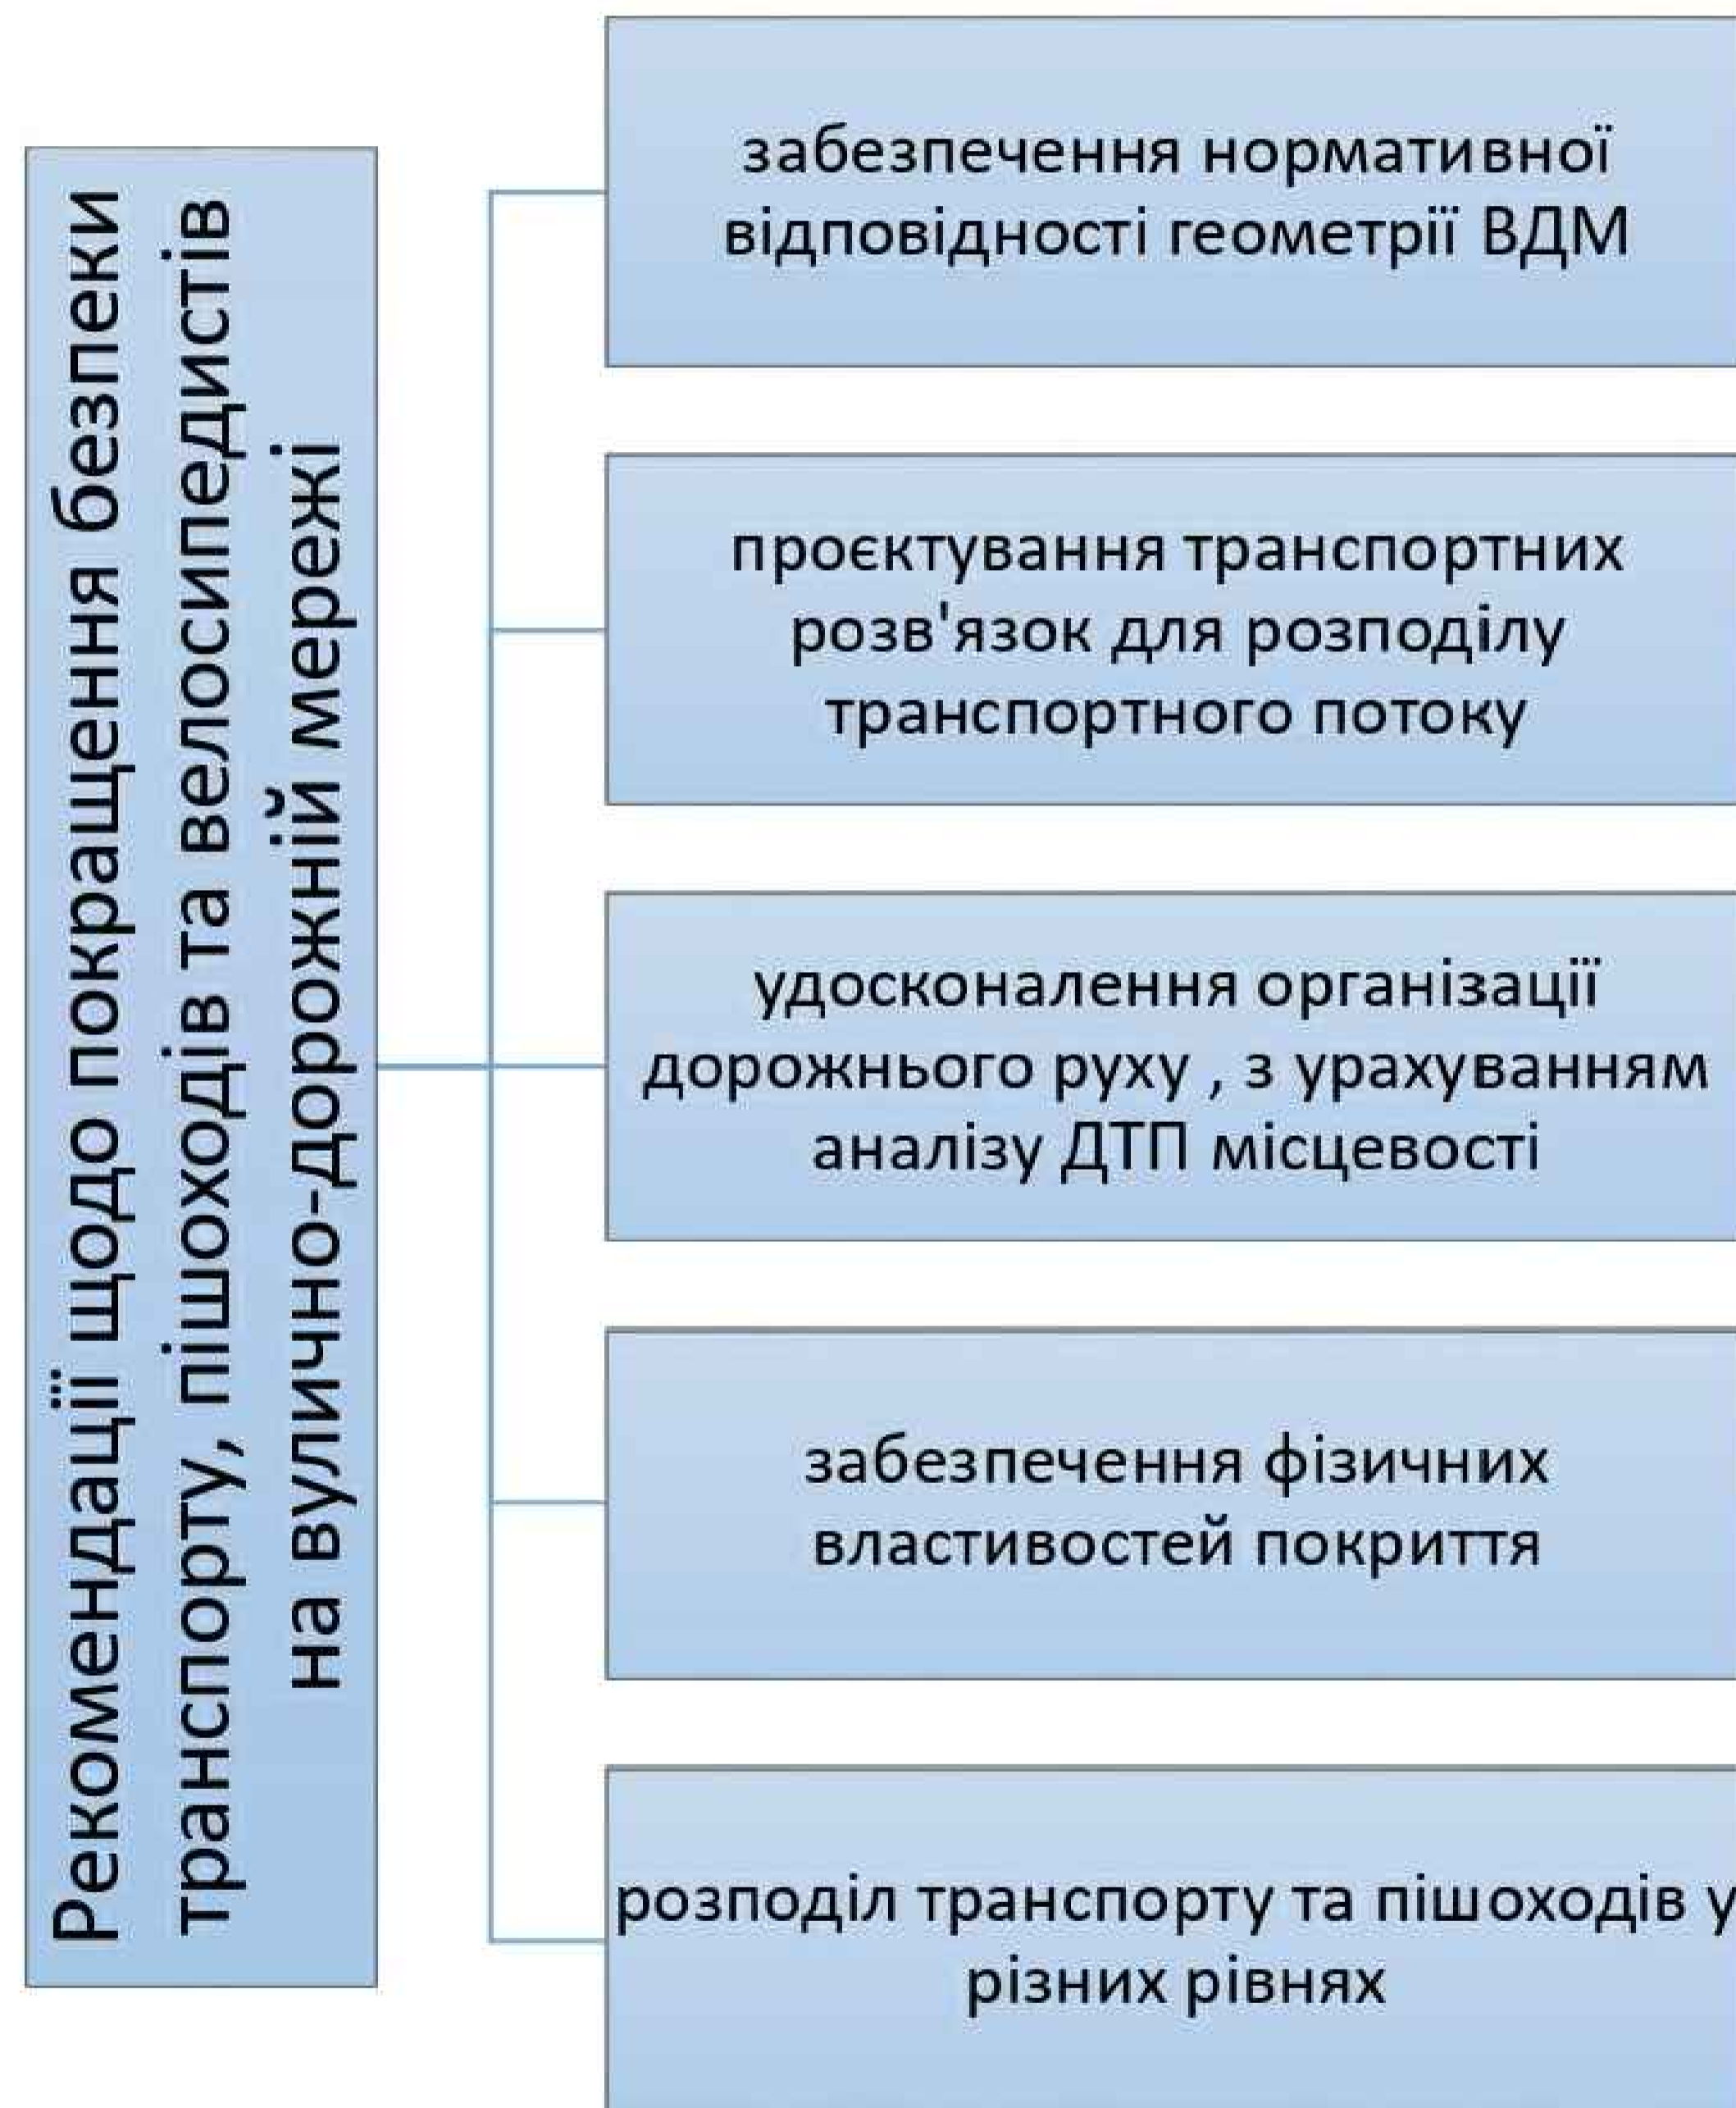 Рекомендації щодо покращення безпеки
транспорту, пішоходів та велосипедистів
на вулично-дорожній мережі
забезпечення нормативної
відповідності геометрії ВДМ
проєктування транспортних
розв'язок для розподілу
транспортного потоку
удосконалення організації
дорожнього руху , з урахуванням
аналізу ДТП місцевості
забезпечення фізичних
властивостей покриття
розподіл транспорту та пішоходів у
різних рівнях